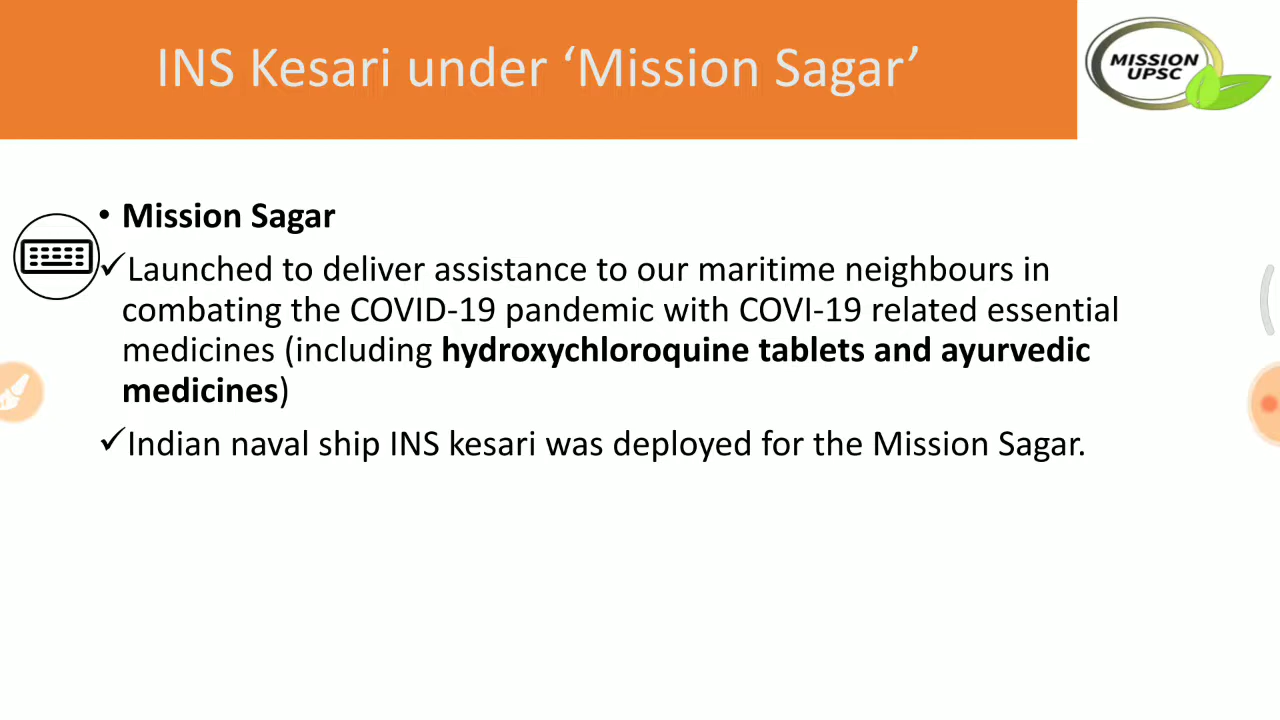 INS Kesari under ‘Mission Sagar’
MISSION
UPSC
• Mission Sagar
✓Launched to deliver assistance to our maritime neighbours in
combating the COVID-19 pandemic with COVI-19 related essential
medicines (including hydroxychloroquine tablets and ayurvedic
medicines)
✓Indian naval ship INS kesari was deployed for the Mission Sagar.